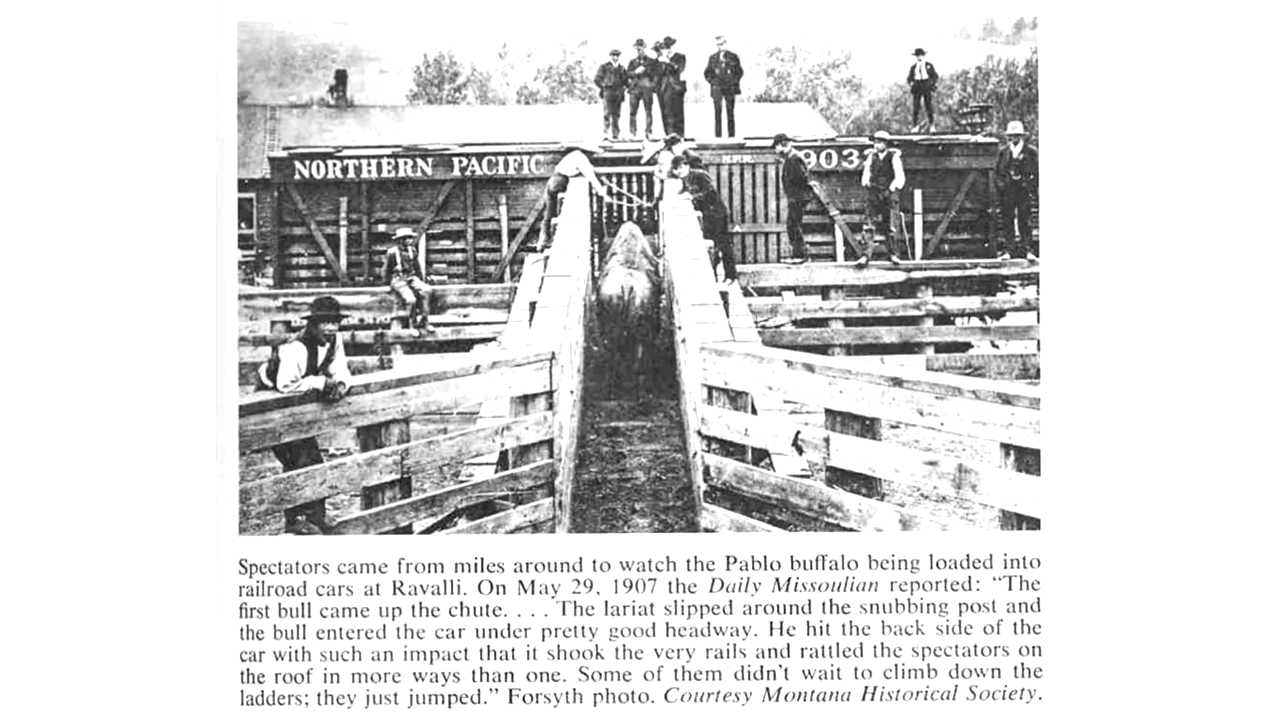 NORTHERN PACIFIC
N.P.R.
903
Spectators came from miles around to watch the Pablo buffalo being loaded into
railroad cars at Ravalli. On May 29, 1907 the Daily Missoulian reported: “The
first bull came up the chute. . . . The lariat slipped around the snubbing post and
the bull entered the car under pretty good headway. He hit the back side of the
car with such an impact that it shook the very rails and rattled the spectators on
the roof in more ways than one. Some of them didn’t wait to climb down the
ladders; they just jumped.” Forsyth photo. Courtesy Montana Historical Society.